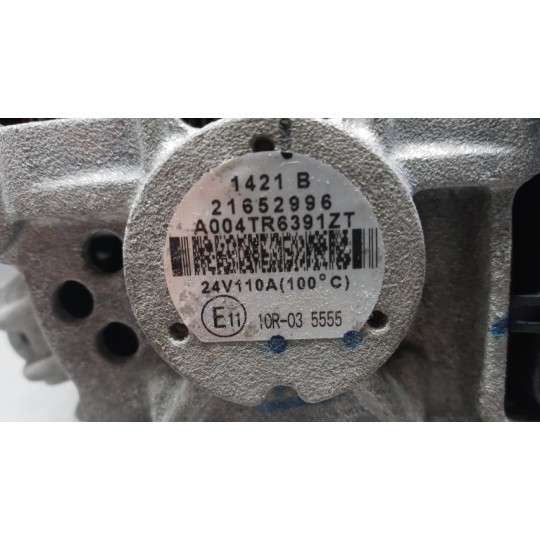 1421 B
21652996
A004TR6391ZT
24V110A(100°C)
E11 10R-03 5555